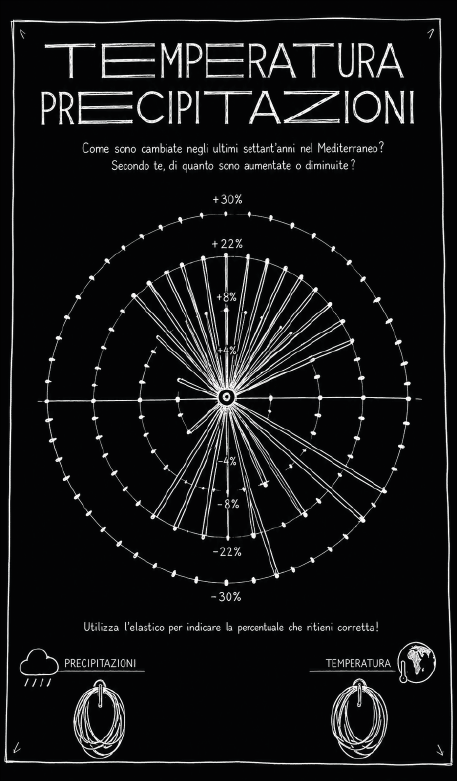 TEMPERATURA
PRECIPITAZIONI
Come sono cambiate negli ultimi settant'anni nel Mediterraneo?
Secondo te, di quanto sono aumentate o diminuite?
+30%
+22%
+8%
+4%
-4%
-8%
-22%
-30%
Utilizza l'elastico per indicare la percentuale che ritieni corretta!
PRECIPITAZIONI
TEMPERATURA